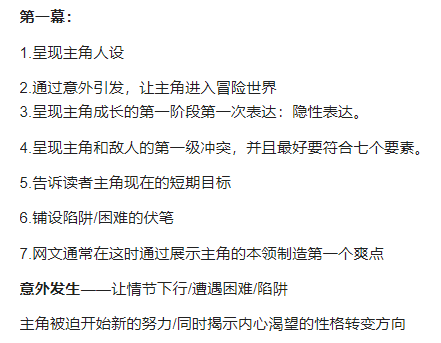 第一幕：
1.呈现主角人设
2.通过意外引发，让主角进入冒险世界
3.呈现主角成长的第一阶段第一次表达：隐性表达。
4.呈现主角和敌人的第一级冲突，并且最好要符合七个要素。
5.告诉读者主角现在的短期目标
6.铺设陷阱/困难的伏笔
7.网文通常在这时通过展示主角的本领制造第一个爽点
意外发生——让情节下行/遭遇困难/陷阱
主角被迫开始新的努力/同时揭示内心渴望的性格转变方向